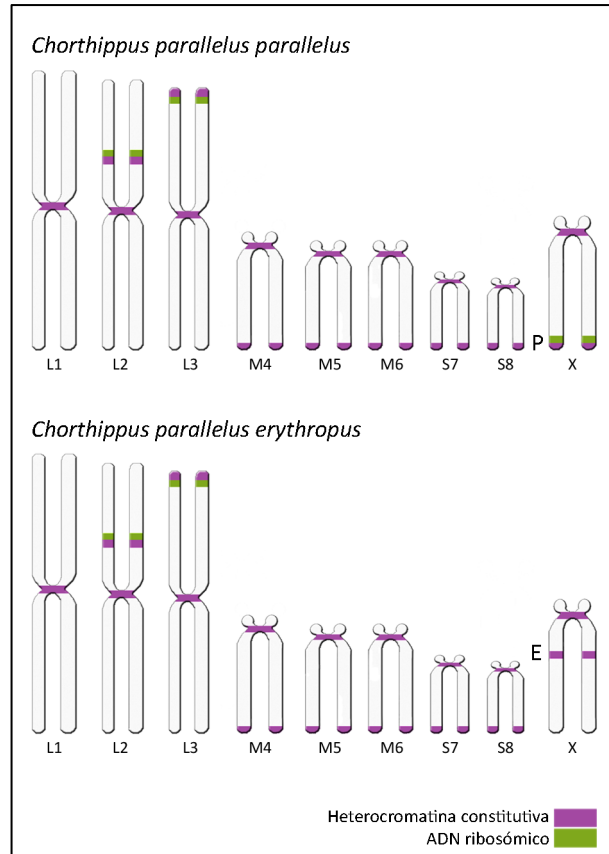 Chorthippus parallelus parallelus
P
L1 L2 L3 M4 M5 M6 S7 S8 X
Chorthippus parallelus erythropus
E
L1 L2 L3 M4 M5 M6 S7 S8 X
Heterocromatina constitutiva
ADN ribosómico